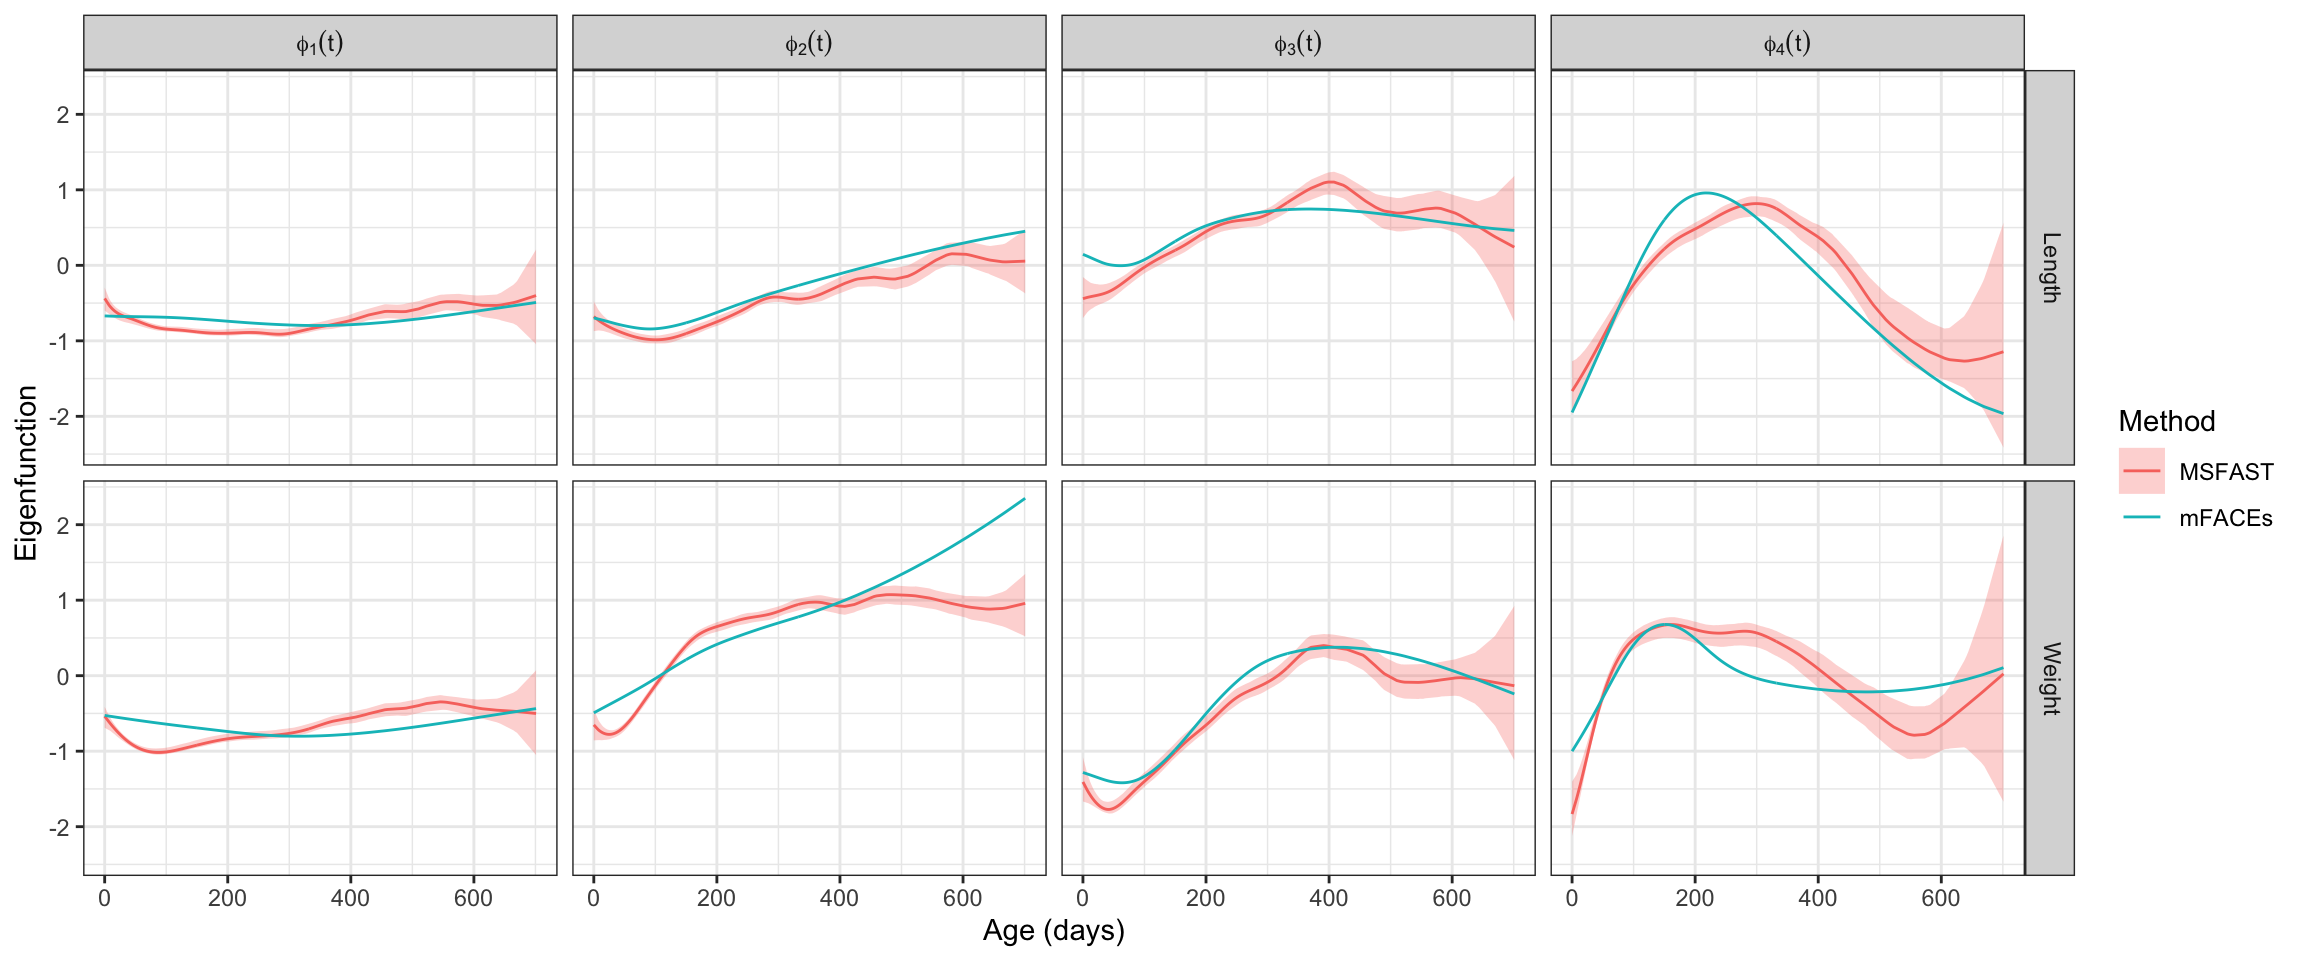 ϕ1(t) ϕ2(t) ϕ3(t) ϕ4(t)
2
1
0
-1
-2
Length
2
1
0
-1
-2
Weight
0 200 400 600 0 200 400 600 0 200 400 600 0 200 400 600
Age (days)
Eigenfunction
Method
MSFAST
mFACEs